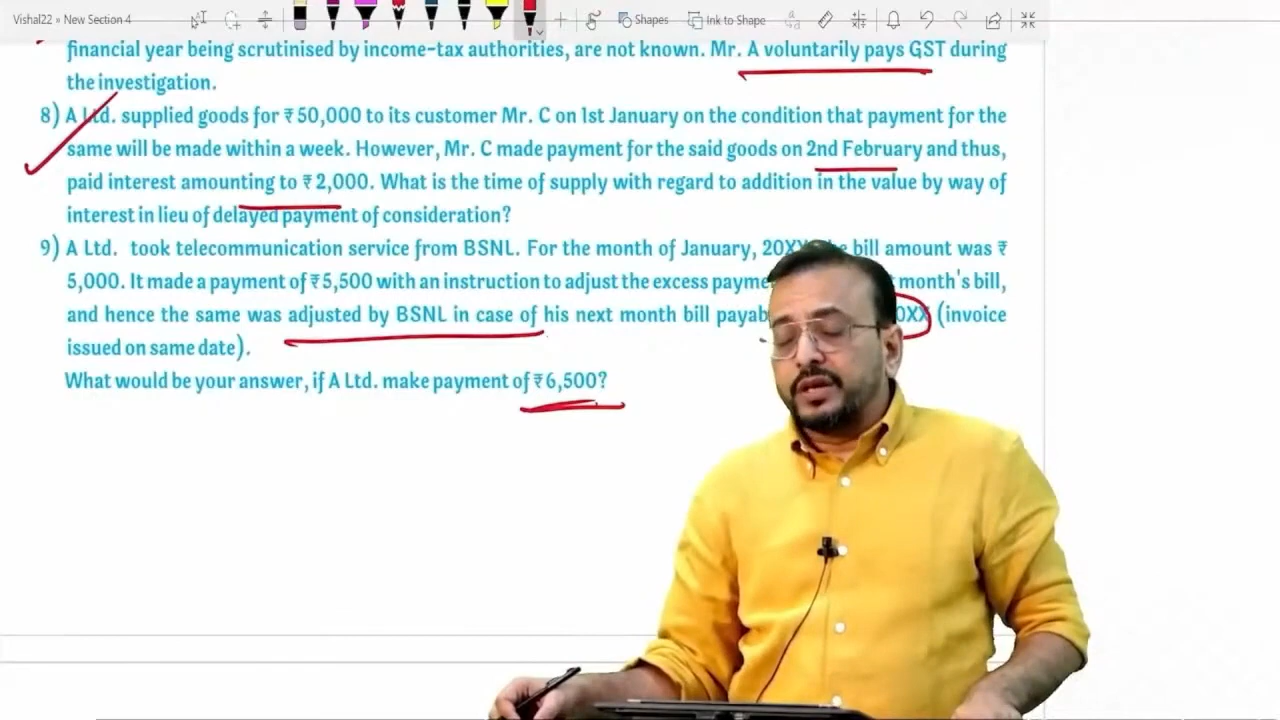 Vishal22 » New Section 4
Shapes
Ink to Shape
financial year being scrutinised by income-tax authorities, are not known. Mr. A voluntarily pays GST during
the investigation.
8) A Ltd. supplied goods for ₹ 50,000 to its customer Mr. C on 1st January on the condition that payment for the
same will be made within a week. However, Mr. C made payment for the said goods on 2nd February and thus,
paid interest amounting to ₹ 2,000. What is the time of supply with regard to addition in the value by way of
interest in lieu of delayed payment of consideration?
9) A Ltd. took telecommunication service from BSNL. For the month of January, 20XX bill amount was ₹
5,000. It made a payment of ₹ 5,500 with an instruction to adjust the excess month's bill,
and hence the same was adjusted by BSNL in case of his next month bill (invoice
issued on same date).
What would be your answer, if A Ltd. make payment of ₹ 6,500?